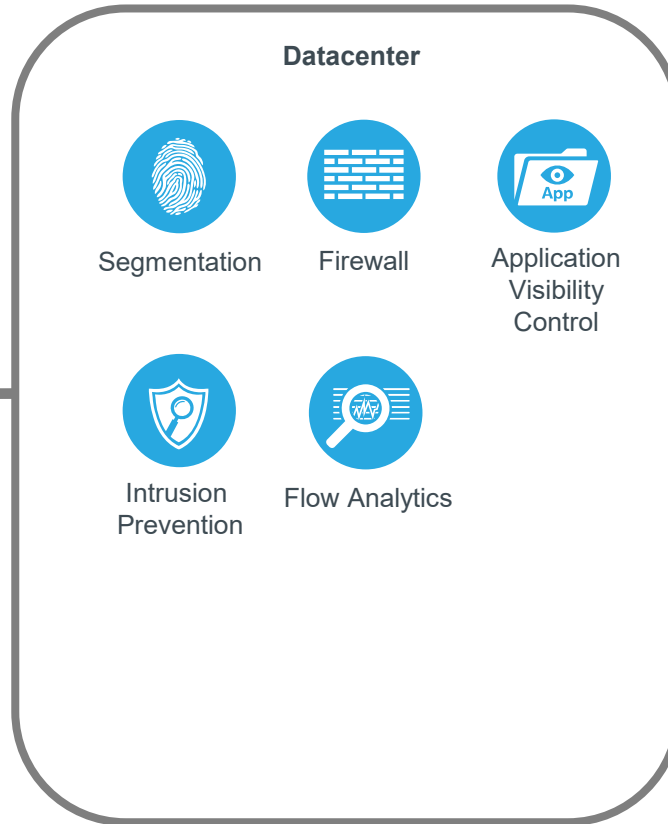 Datacenter
App
Segmentation
Firewall
Application
Visibility
Control
Intrusion
Prevention
Flow Analytics